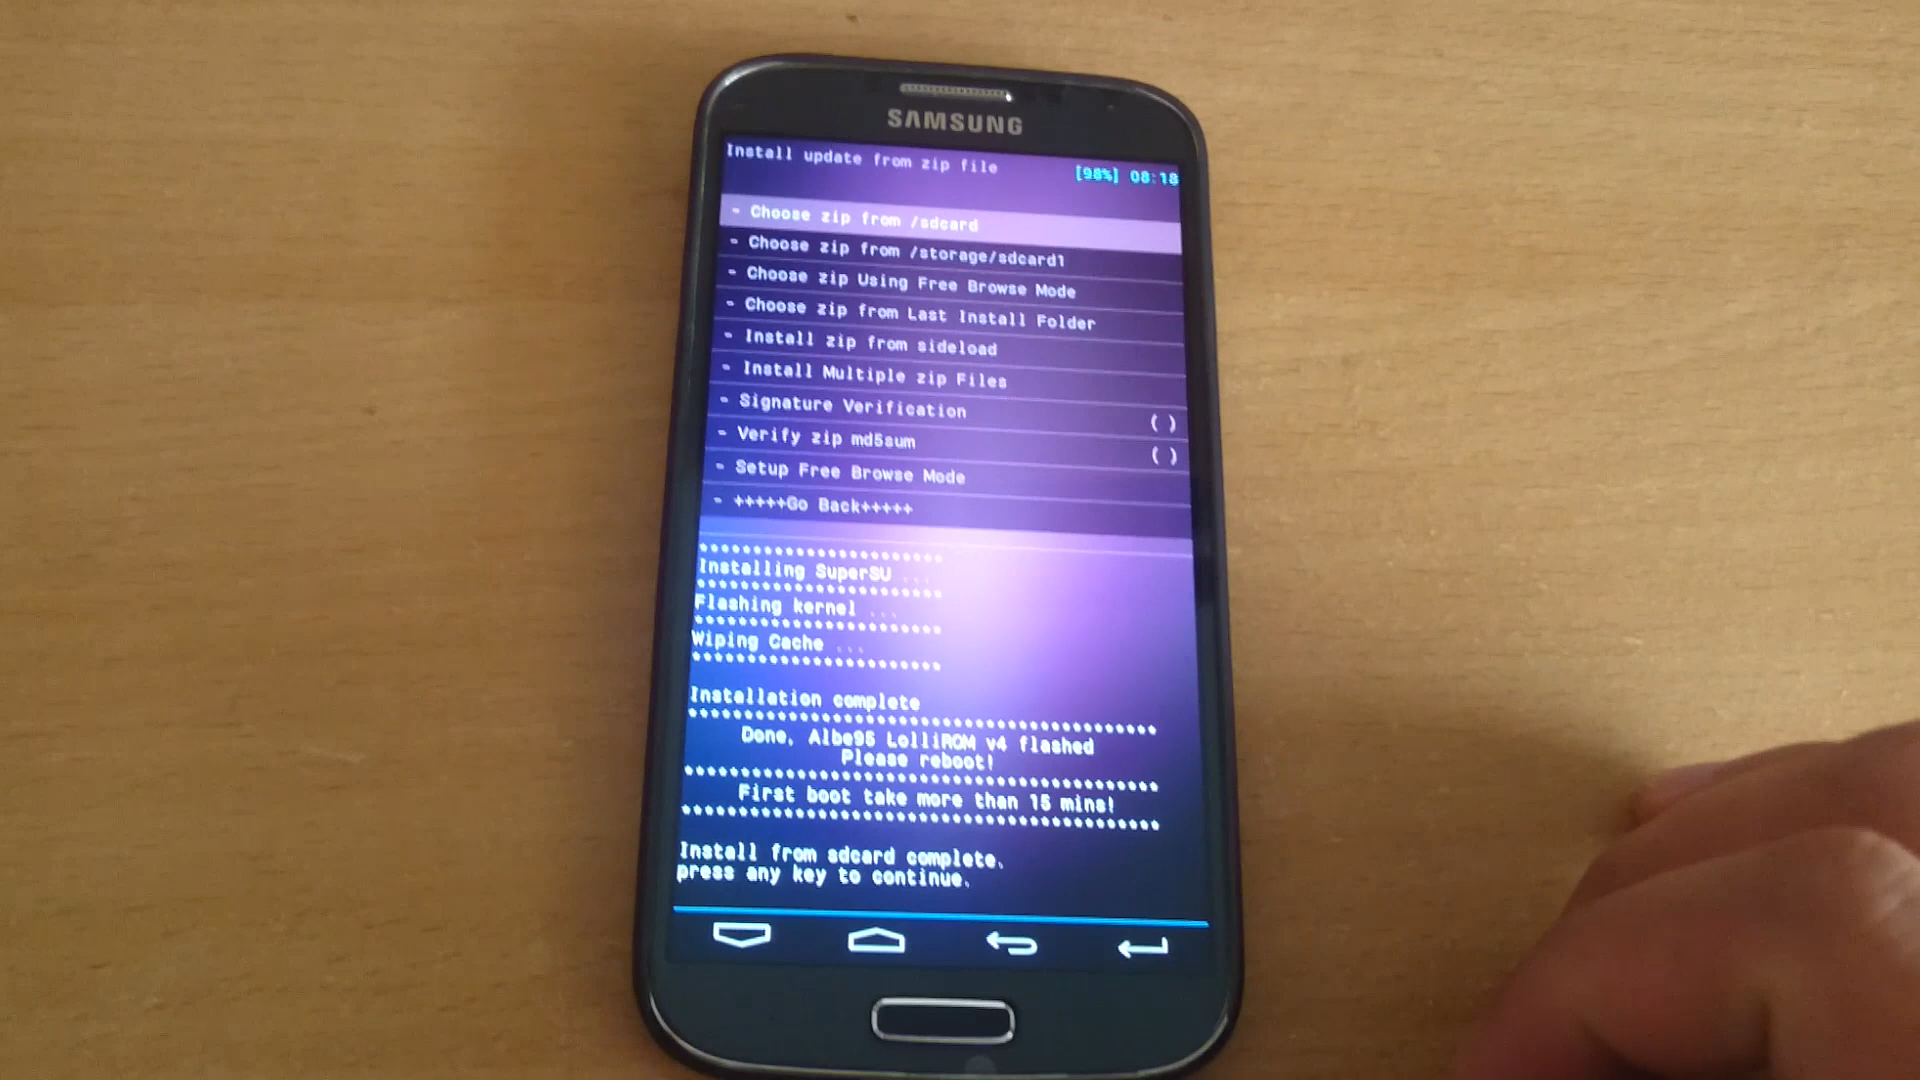 SAMSUNG
Install update from zip file
[98%] 08:18
- Choose zip from /sdcard
- Choose zip from /storage/sdcard1
- Choose zip Using Free Browse Mode
- Choose zip from Last Install Folder
- Install zip from sideload
- Install Multiple zip Files
- Signature Verification ( )
- Verify zip md5sum ( )
- Setup Free Browse Mode
- +++++Go Back+++++
Installing SuperSU ...
Flashing kernel ...
Wiping Cache ...
Installation complete
Done, Albe95 LolliROM v4 flashed
Please reboot!
First boot take more than 15 mins!
Install from sdcard complete.
press any key to continue.